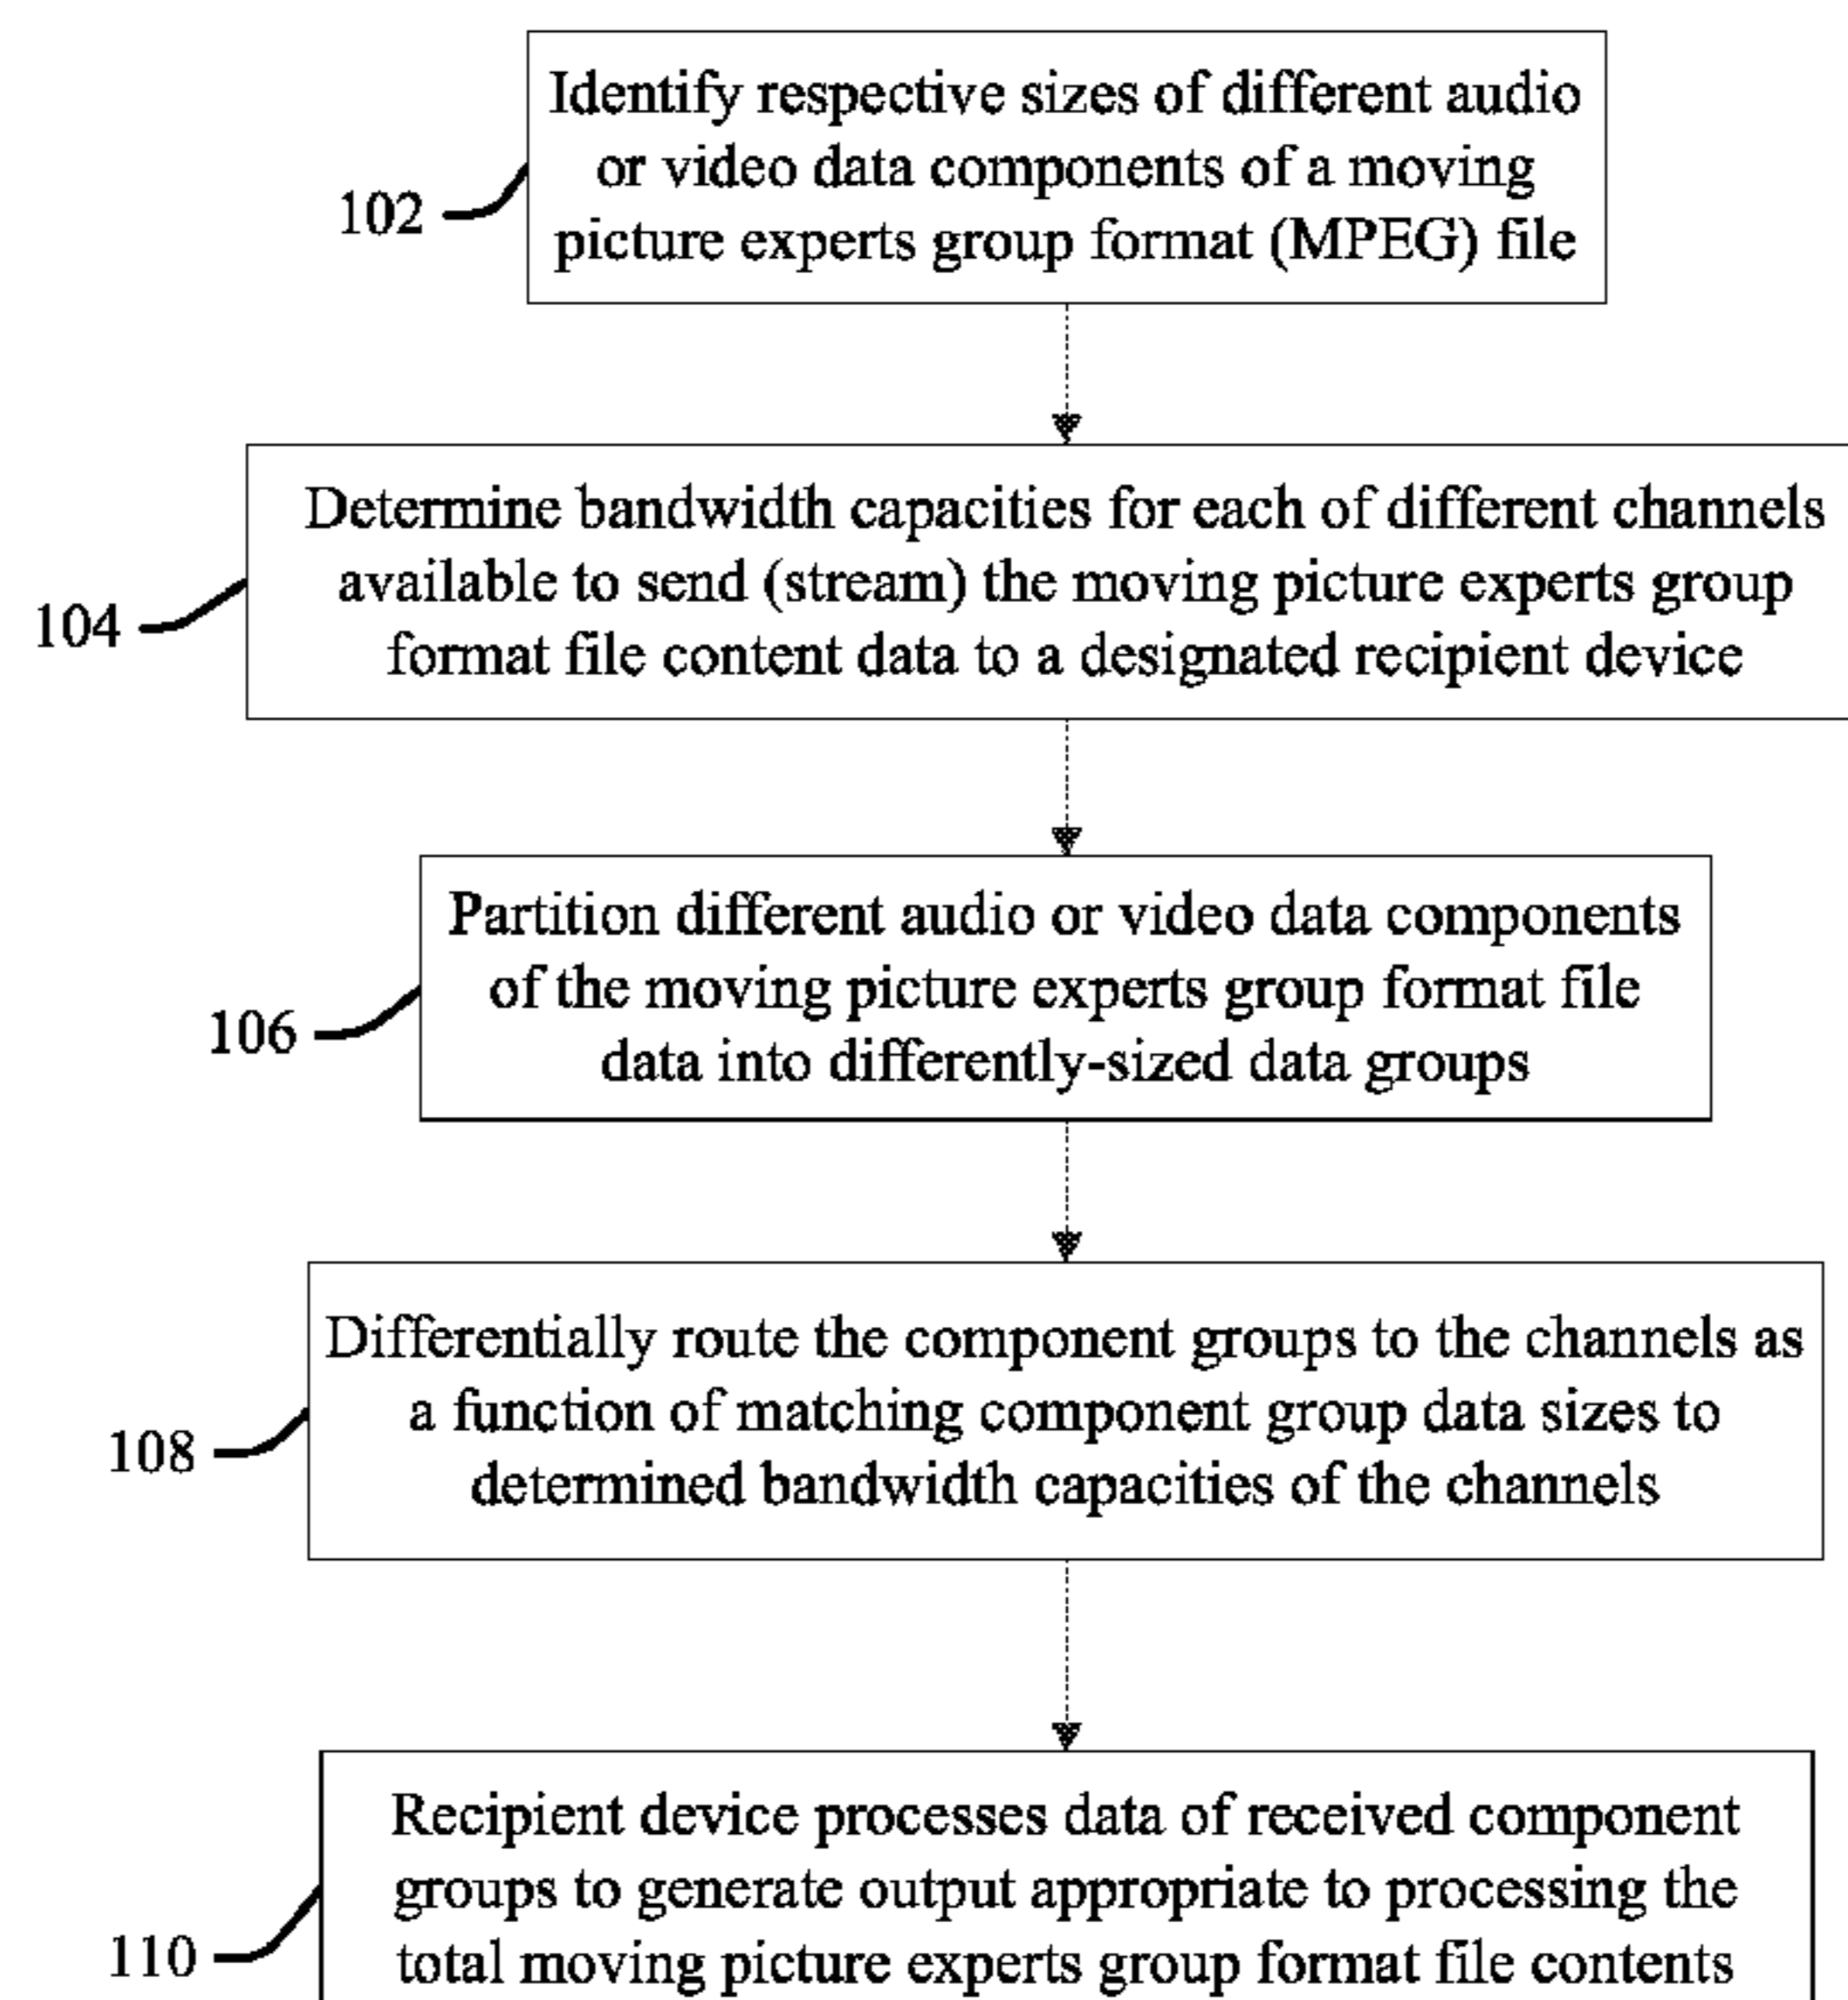 Identify respective sizes of different audio
or video data components of a moving
picture experts group format (MPEG) file
102
Determine bandwidth capacities for each of different channels
available to send (stream) the moving picture experts group
format file content data to a designated recipient device
104
Partition different audio or video data components
of the moving picture experts group format file
data into differently-sized data groups
106
Differentially route the component groups to the channels as
a function of matching component group data sizes to
determined bandwidth capacities of the channels
108
Recipient device processes data of received component
groups to generate output appropriate to processing the
total moving picture experts group format file contents
110